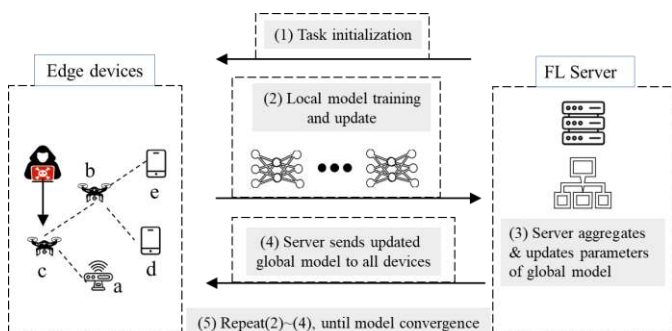 (1) Task initialization
Edge devices
FL Server
(2) Local model training
and update
b
e
c
d
a
(3) Server aggregates
& updates parameters
of global model
(4) Server sends updated
global model to all devices
(5) Repeat(2)~(4), until model convergence